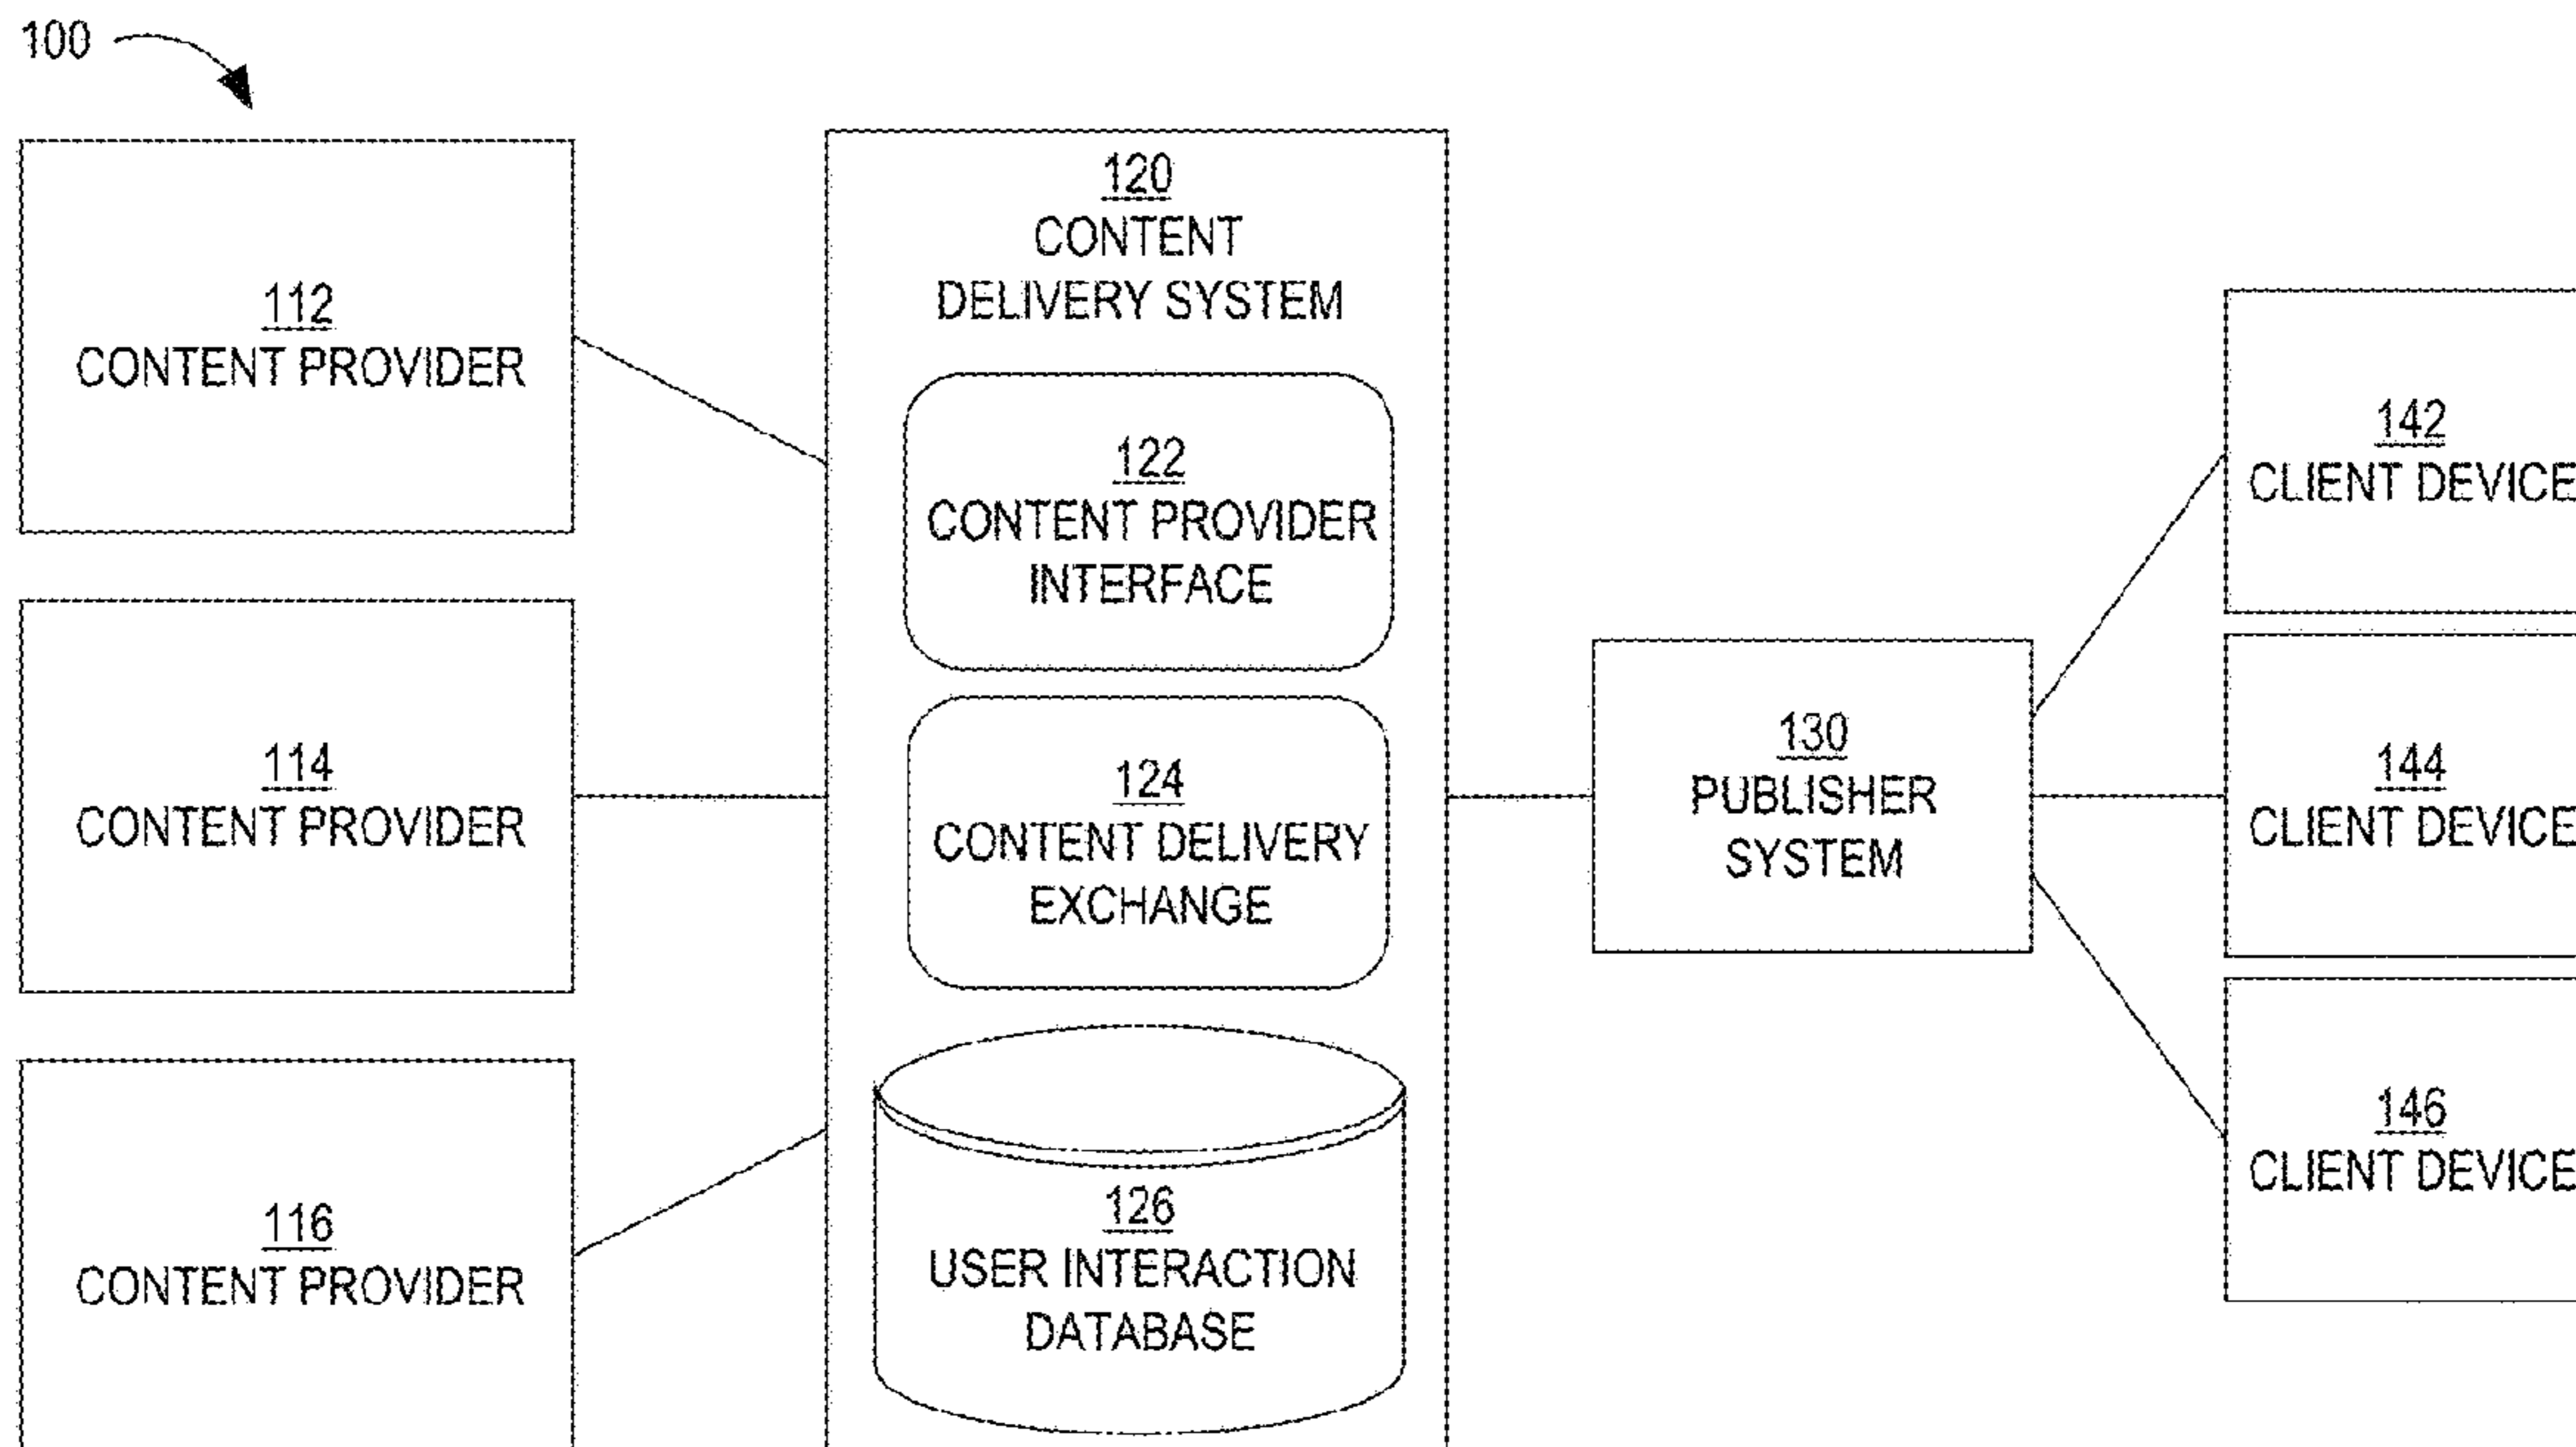 100
112
CONTENT PROVIDER
114
CONTENT PROVIDER
116
CONTENT PROVIDER
120
CONTENT
DELIVERY SYSTEM
122
CONTENT PROVIDER
INTERFACE
124
CONTENT DELIVERY
EXCHANGE
126
USER INTERACTION
DATABASE
130
PUBLISHER
SYSTEM
142
CLIENT DEVICE
144
CLIENT DEVICE
146
CLIENT DEVICE